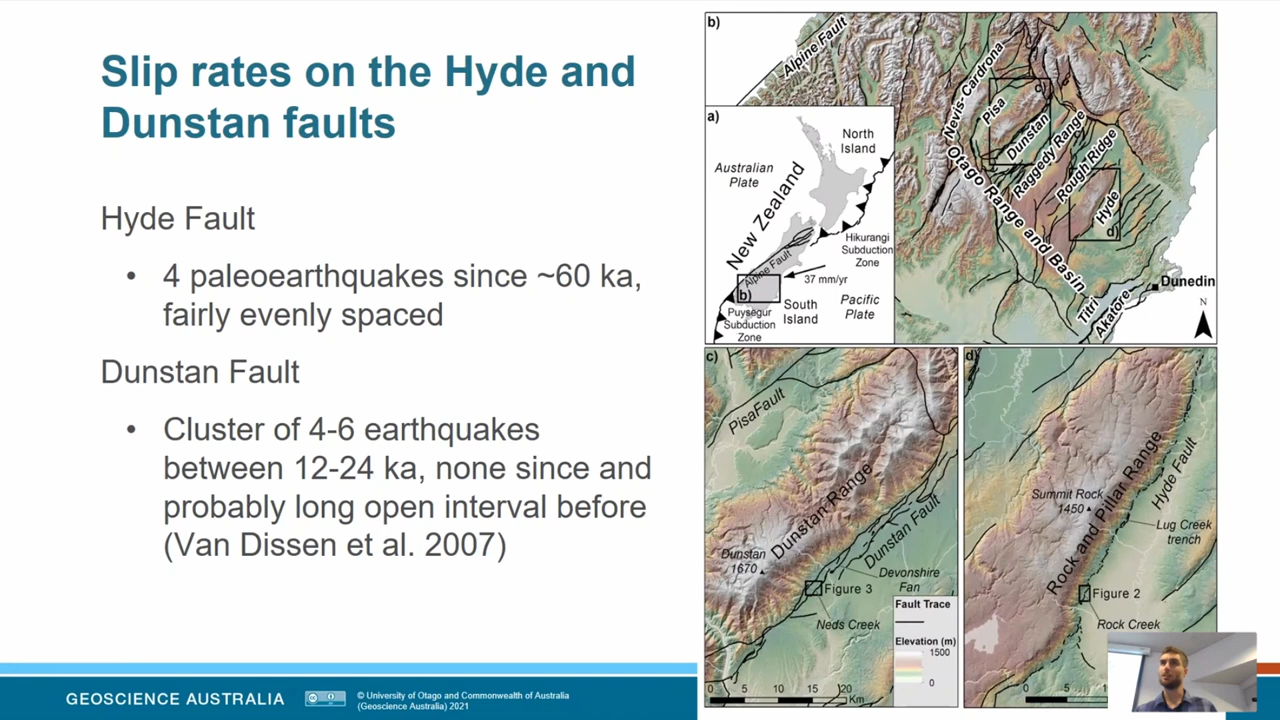 Slip rates on the Hyde and
Dunstan faults
Hyde Fault
• 4 paleoearthquakes since ~60 ka,
fairly evenly spaced
Dunstan Fault
• Cluster of 4-6 earthquakes
between 12-24 ka, none since and
probably long open interval before
(Van Dissen et al. 2007)
GEOSCIENCE AUSTRALIA
© University of Otago and Commonwealth of Australia
(Geoscience Australia) 2021
b)
Alpine Fault
Nevis-Cardrona
Pisa
c)
Dunstan
Raggedy Range
Rough Ridge
Hyde
d)
Otago Range and Basin
Titri
Akatore
Dunedin
N
a)
North
Island
Australian
Plate
New Zealand
Alpine Fault
Hikurangi
Subduction
Zone
37 mm/yr
b)
South
Island
Pacific
Plate
Puysegur
Subduction
Zone
c)
Pisa Fault
Dunstan Range
Dunstan
1670
Dunstan Fault
Devonshire
Fan
Figure 3
Neds Creek
Fault Trace
Elevation (m)
1500
0
0 5 10 15 20
Km
d)
Summit Rock
1450
Rock and Pillar Range
Hyde Fault
Lug Creek
trench
Figure 2
Rock Creek
0 5